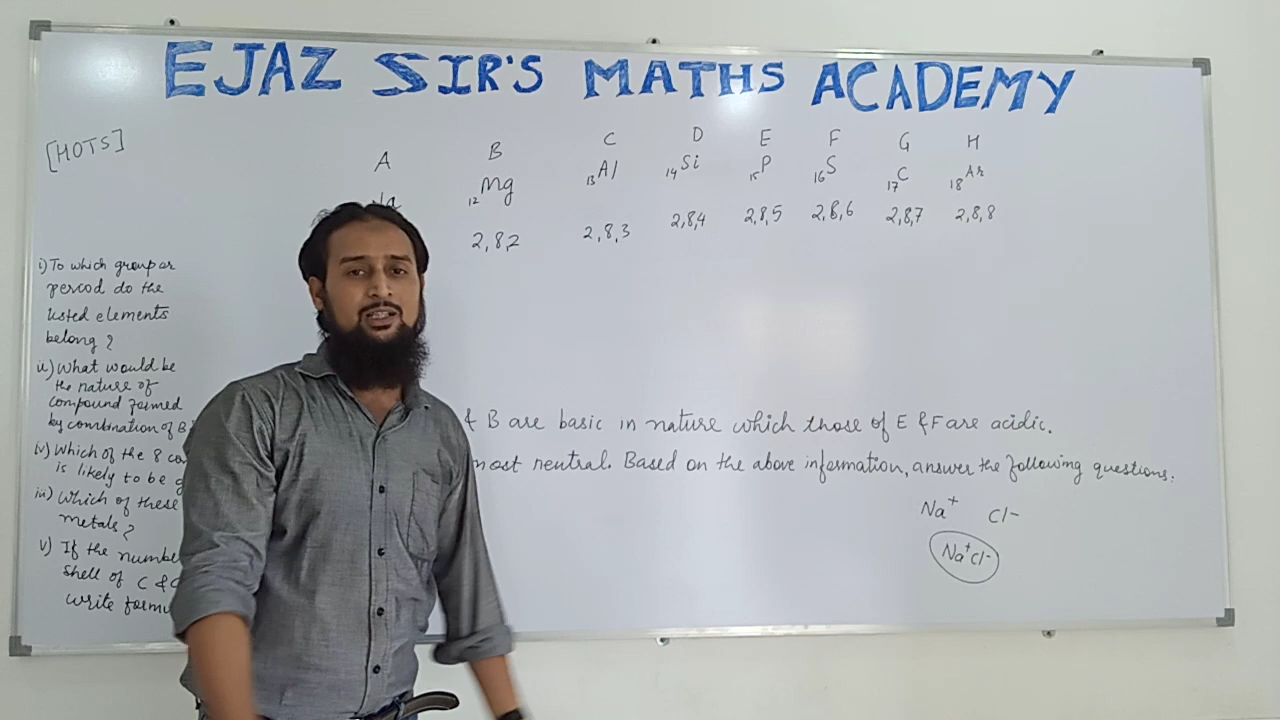 EJAZ SIR'S MATHS ACADEMY
[HOTS]
A B C D E F G H
12Mg 13Al 14Si 15P 16S 17C 18Ar
2,8,2 2,8,3 2,8,4 2,8,5 2,8,6 2,8,7 2,8,8
i) To which group or
period do the
listed elements
belong?
ii) What would be
the nature of
compound formed
by combination of B
iv) Which of the 8
is likely to be
iii) Which of these
metals?
v) If the
shell of C &
write
& B are basic in nature which those of E & F are acidic.
neutral. Based on the above information, answer the following questions.
Na+ Cl-
Na+Cl-